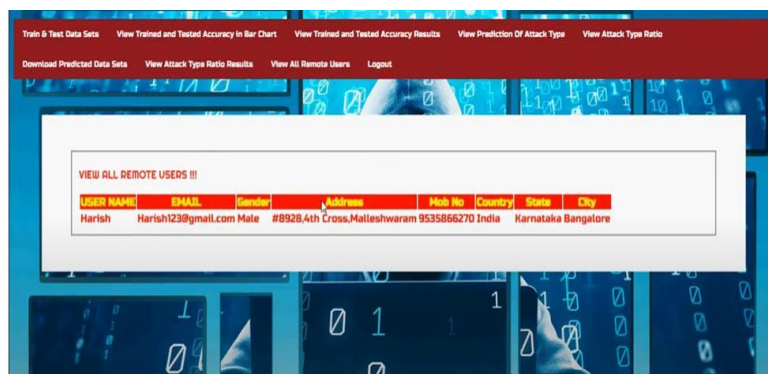 Train & Test Data Sets View Trained and Tested Accuracy in Bar Chart View Trained and Tested Accuracy Results View Prediction Of Attack Type View Attack Type Ratio
Download Predicted Data Sets View Attack Type Ratio Results View All Remote Users Logout
VIEW ALL REMOTE USERS !!!
USER NAME EMAIL Gender Address Mob No Country State City
Harish Harish123@gmail.com Male #8928,4th Cross,Malleshwaram 9535866270 India Karnataka Bangalore